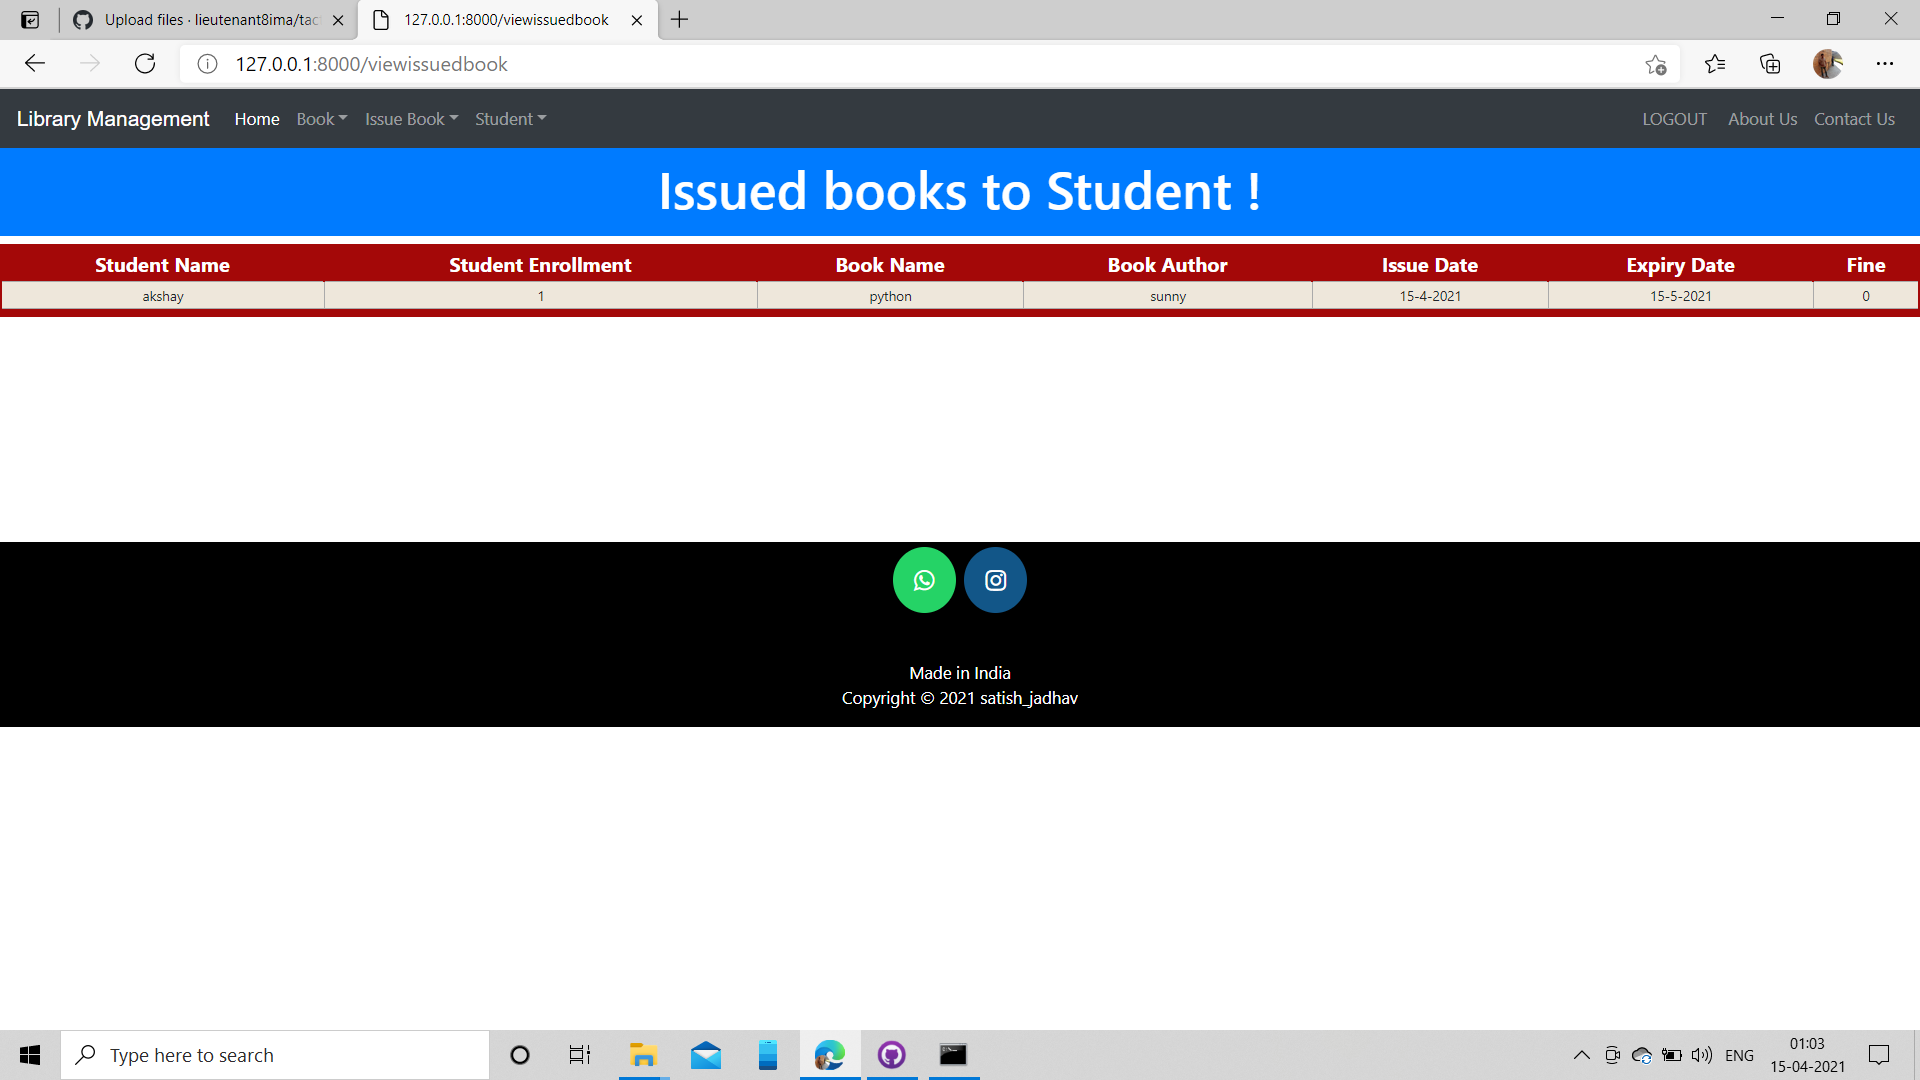 Upload files · lieutenant8ima/tac
127.0.0.1:8000/viewissuedbook
127.0.0.1:8000/viewissuedbook
Library Management Home Book Issue Book Student LOGOUT About Us Contact Us
Issued books to Student !
Student Name Student Enrollment Book Name Book Author Issue Date Expiry Date Fine
akshay 1 python sunny 15-4-2021 15-5-2021 0
Made in India
Copyright © 2021 satish_jadhav
Type here to search
ENG
01:03
15-04-2021